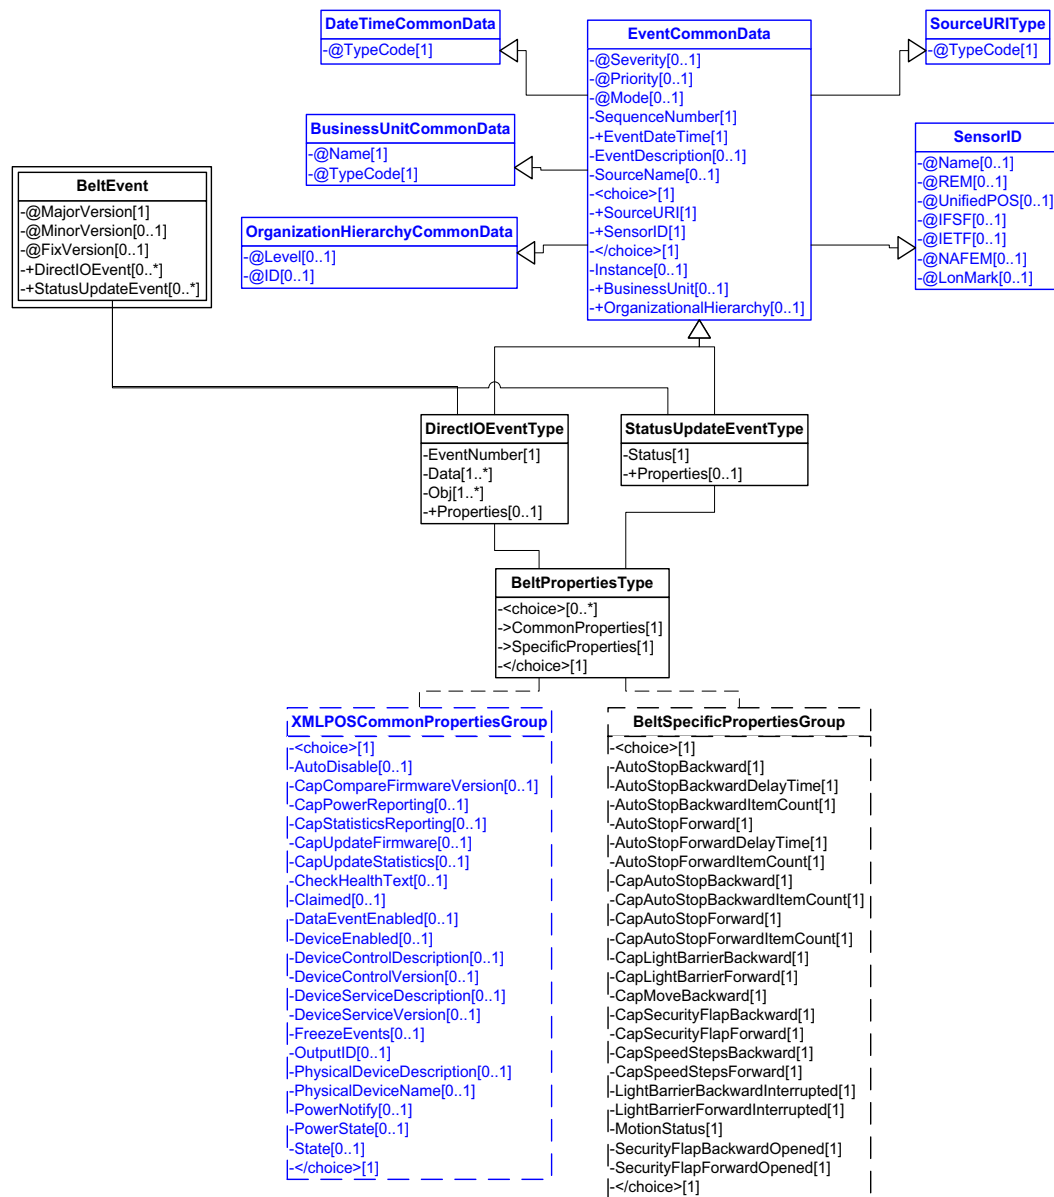 DateTimeCommonData
-@TypeCode[1]
EventCommonData
-@Severity[0..1]
-@Priority[0..1]
-@Mode[0..1]
-SequenceNumber[1]
-+EventDateTime[1]
-EventDescription[0..1]
-SourceName[0..1]
-<choice>[1]
-+SourceURI[1]
-+SensorID[1]
-</choice>[1]
-Instance[0..1]
-+BusinessUnit[0..1]
-+OrganizationalHierarchy[0..1]
SourceURIType
-@TypeCode[1]
BusinessUnitCommonData
-@Name[1]
-@TypeCode[1]
SensorID
-@Name[0..1]
-@REM[0..1]
-@UnifiedPOS[0..1]
-@IFSF[0..1]
-@IETF[0..1]
-@NAFEM[0..1]
-@LonMark[0..1]
BeltEvent
-@MajorVersion[1]
-@MinorVersion[0..1]
-@FixVersion[0..1]
-+DirectIOEvent[0..*]
-+StatusUpdateEvent[0..*]
OrganizationHierarchyCommonData
-@Level[0..1]
-@ID[0..1]
DirectIOEventType
-EventNumber[1]
-Data[1..*]
-Obj[1..*]
-+Properties[0..1]
StatusUpdateEventType
-Status[1]
-+Properties[0..1]
BeltPropertiesType
-<choice>[0..*]
->CommonProperties[1]
->SpecificProperties[1]
-</choice>[1]
XMLPOSCommonPropertiesGroup
-<choice>[1]
-AutoDisable[0..1]
-CapCompareFirmwareVersion[0..1]
-CapPowerReporting[0..1]
-CapStatisticsReporting[0..1]
-CapUpdateFirmware[0..1]
-CapUpdateStatistics[0..1]
-CheckHealthText[0..1]
-Claimed[0..1]
-DataEventEnabled[0..1]
-DeviceEnabled[0..1]
-DeviceControlDescription[0..1]
-DeviceControlVersion[0..1]
-DeviceServiceDescription[0..1]
-DeviceServiceVersion[0..1]
-FreezeEvents[0..1]
-OutputID[0..1]
-PhysicalDeviceDescription[0..1]
-PhysicalDeviceName[0..1]
-PowerNotify[0..1]
-PowerState[0..1]
-State[0..1]
-</choice>[1]
BeltSpecificPropertiesGroup
-<choice>[1]
-AutoStopBackward[1]
-AutoStopBackwardDelayTime[1]
-AutoStopBackwardItemCount[1]
-AutoStopForward[1]
-AutoStopForwardDelayTime[1]
-AutoStopForwardItemCount[1]
-CapAutoStopBackward[1]
-CapAutoStopBackwardItemCount[1]
-CapAutoStopForward[1]
-CapAutoStopForwardItemCount[1]
-CapLightBarrierBackward[1]
-CapLightBarrierForward[1]
-CapMoveBackward[1]
-CapSecurityFlapBackward[1]
-CapSecurityFlapForward[1]
-CapSpeedStepsBackward[1]
-CapSpeedStepsForward[1]
-LightBarrierBackwardInterrupted[1]
-LightBarrierForwardInterrupted[1]
-MotionStatus[1]
-SecurityFlapBackwardOpened[1]
-SecurityFlapForwardOpened[1]
-</choice>[1]